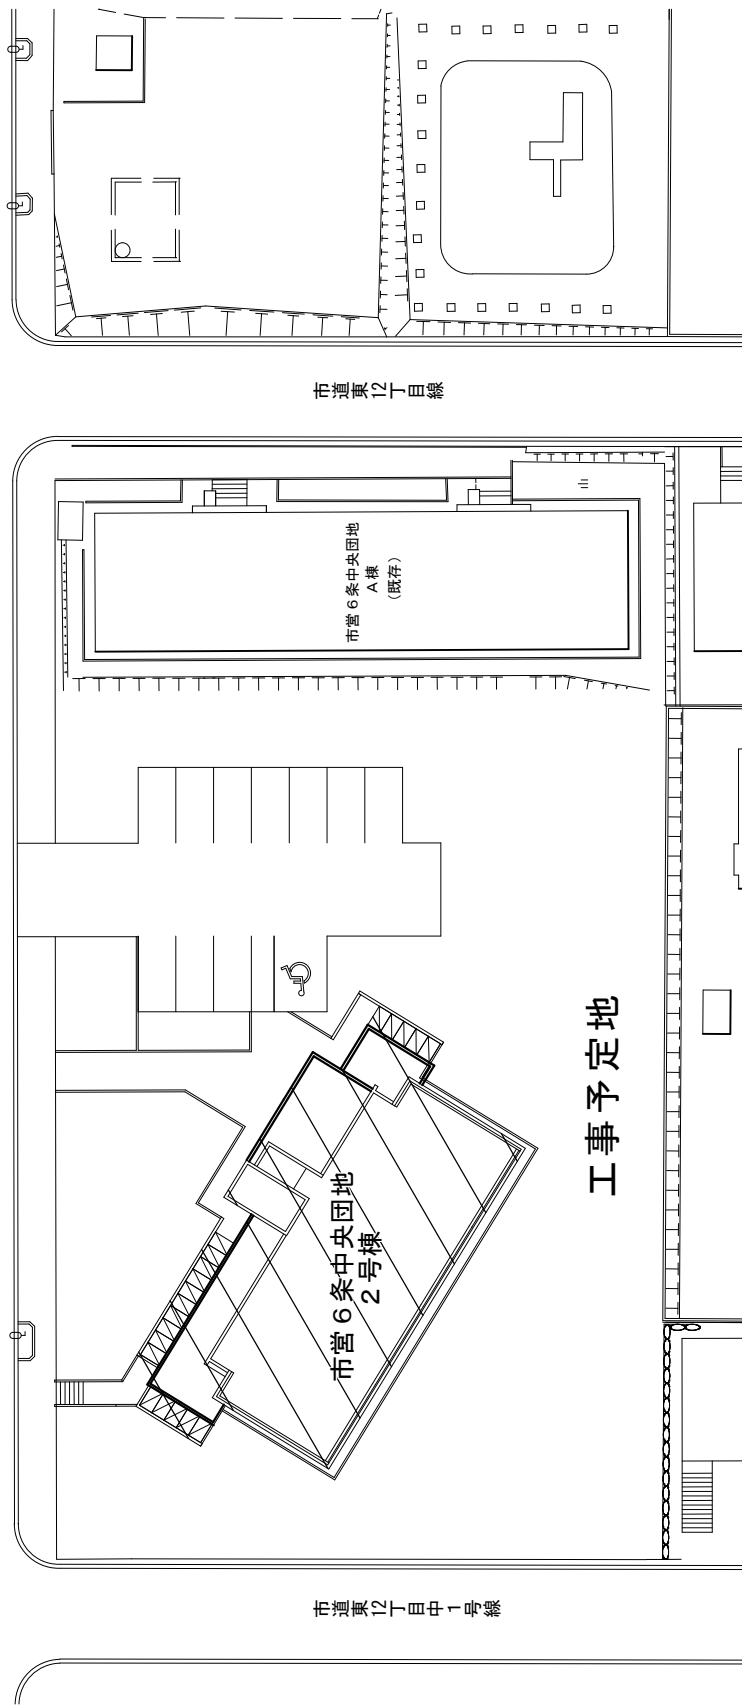 市道東12丁目線
市営６条中央団地
Ａ棟
（既存）
工事予定地
市営６条中央団地
２号棟
市道東12丁目中１号線